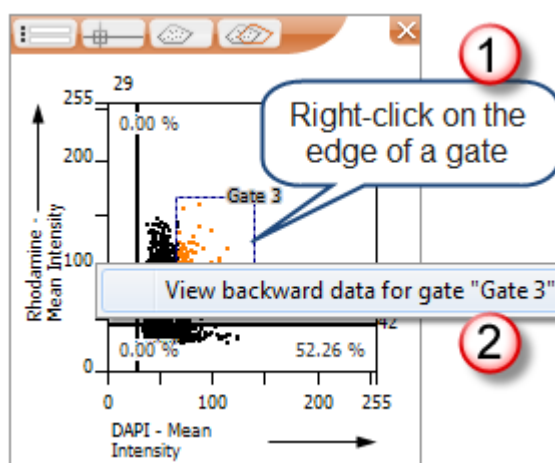 1
29
255
0.00 %
Right-click on the
edge of a gate
200
Gate 3
Rhodamine -
Mean Intensity
100
View backward data for gate "Gate 3"
42
0.00 %
52.26 %
2
0
0
100
200
255
DAPI - Mean
Intensity